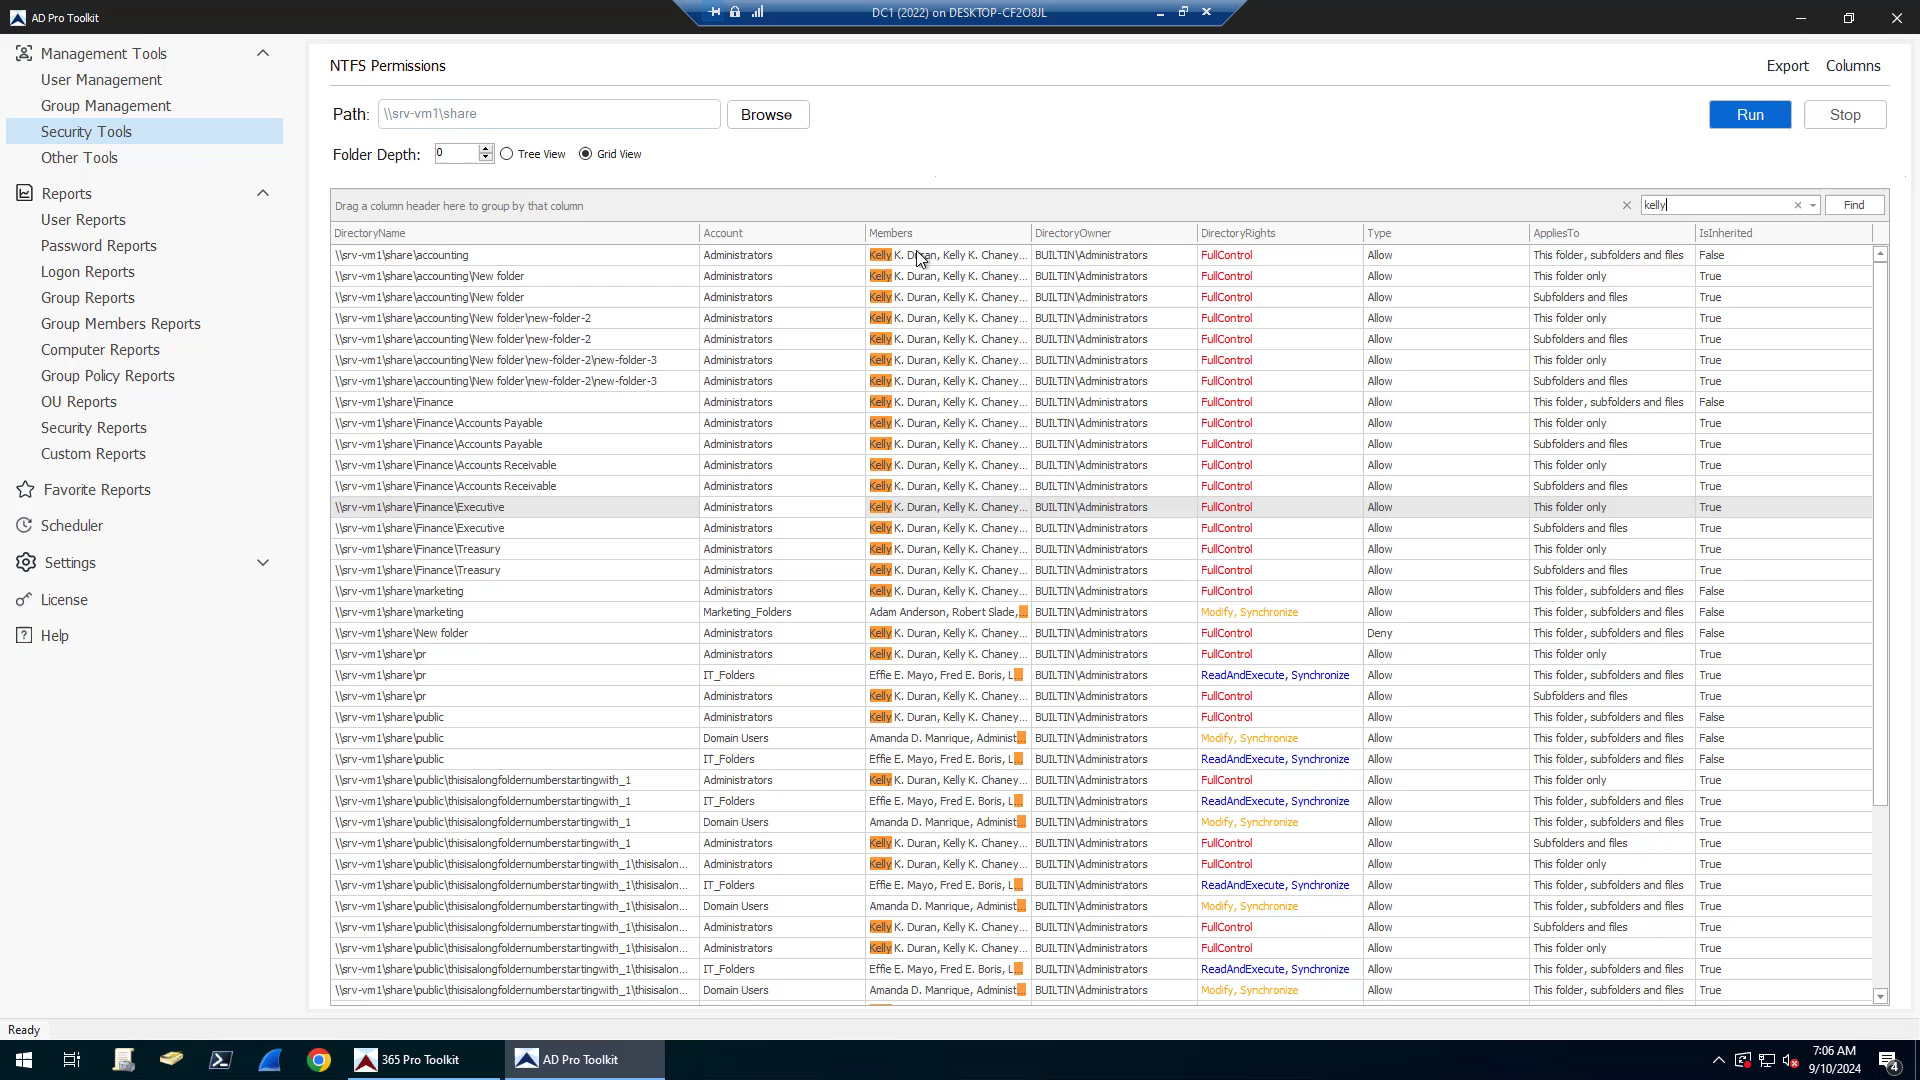 AD Pro Toolkit
DC1 (2022) on DESKTOP-CF2O8JL
Management Tools
User Management
Group Management
Security Tools
Other Tools
Reports
User Reports
Password Reports
Logon Reports
Group Reports
Group Members Reports
Computer Reports
Group Policy Reports
OU Reports
Security Reports
Custom Reports
Favorite Reports
Scheduler
Settings
License
Help
NTFS Permissions
Export Columns
Path: \\srv-vm1\share Browse Run Stop
Folder Depth: 0 Tree View Grid View
Drag a column header here to group by that column kelly Find
DirectoryName Account Members DirectoryOwner DirectoryRights Type AppliesTo IsInherited
\\srv-vm1\share\accounting Administrators Kelly K. Duran, Kelly K. Chaney... BUILTIN\Administrators FullControl Allow This folder, subfolders and files False
\\srv-vm1\share\accounting\New folder Administrators Kelly K. Duran, Kelly K. Chaney... BUILTIN\Administrators FullControl Allow This folder only True
\\srv-vm1\share\accounting\New folder Administrators Kelly K. Duran, Kelly K. Chaney... BUILTIN\Administrators FullControl Allow Subfolders and files True
\\srv-vm1\share\accounting\New folder\new-folder-2 Administrators Kelly K. Duran, Kelly K. Chaney... BUILTIN\Administrators FullControl Allow This folder only True
\\srv-vm1\share\accounting\New folder\new-folder-2 Administrators Kelly K. Duran, Kelly K. Chaney... BUILTIN\Administrators FullControl Allow Subfolders and files True
\\srv-vm1\share\accounting\New folder\new-folder-2\new-folder-3 Administrators Kelly K. Duran, Kelly K. Chaney... BUILTIN\Administrators FullControl Allow This folder only True
\\srv-vm1\share\accounting\New folder\new-folder-2\new-folder-3 Administrators Kelly K. Duran, Kelly K. Chaney... BUILTIN\Administrators FullControl Allow Subfolders and files True
\\srv-vm1\share\Finance Administrators Kelly K. Duran, Kelly K. Chaney... BUILTIN\Administrators FullControl Allow This folder, subfolders and files False
\\srv-vm1\share\Finance\Accounts Payable Administrators Kelly K. Duran, Kelly K. Chaney... BUILTIN\Administrators FullControl Allow This folder only True
\\srv-vm1\share\Finance\Accounts Payable Administrators Kelly K. Duran, Kelly K. Chaney... BUILTIN\Administrators FullControl Allow Subfolders and files True
\\srv-vm1\share\Finance\Accounts Receivable Administrators Kelly K. Duran, Kelly K. Chaney... BUILTIN\Administrators FullControl Allow This folder only True
\\srv-vm1\share\Finance\Accounts Receivable Administrators Kelly K. Duran, Kelly K. Chaney... BUILTIN\Administrators FullControl Allow Subfolders and files True
\\srv-vm1\share\Finance\Executive Administrators Kelly K. Duran, Kelly K. Chaney... BUILTIN\Administrators FullControl Allow This folder only True
\\srv-vm1\share\Finance\Executive Administrators Kelly K. Duran, Kelly K. Chaney... BUILTIN\Administrators FullControl Allow Subfolders and files True
\\srv-vm1\share\Finance\Treasury Administrators Kelly K. Duran, Kelly K. Chaney... BUILTIN\Administrators FullControl Allow This folder only True
\\srv-vm1\share\Finance\Treasury Administrators Kelly K. Duran, Kelly K. Chaney... BUILTIN\Administrators FullControl Allow Subfolders and files True
\\srv-vm1\share\marketing Administrators Kelly K. Duran, Kelly K. Chaney... BUILTIN\Administrators FullControl Allow This folder, subfolders and files False
\\srv-vm1\share\marketing Marketing_Folders Adam Anderson, Robert Slade,... BUILTIN\Administrators Modify, Synchronize Allow This folder, subfolders and files False
\\srv-vm1\share\New folder Administrators Kelly K. Duran, Kelly K. Chaney... BUILTIN\Administrators FullControl Deny This folder, subfolders and files False
\\srv-vm1\share\pr Administrators Kelly K. Duran, Kelly K. Chaney... BUILTIN\Administrators FullControl Allow This folder only True
\\srv-vm1\share\pr IT_Folders Effie E. Mayo, Fred E. Boris, L... BUILTIN\Administrators ReadAndExecute, Synchronize Allow This folder, subfolders and files True
\\srv-vm1\share\pr Administrators Kelly K. Duran, Kelly K. Chaney... BUILTIN\Administrators FullControl Allow Subfolders and files True
\\srv-vm1\share\public Administrators Kelly K. Duran, Kelly K. Chaney... BUILTIN\Administrators FullControl Allow This folder, subfolders and files False
\\srv-vm1\share\public Domain Users Amanda D. Manrique, Administ... BUILTIN\Administrators Modify, Synchronize Allow This folder, subfolders and files False
\\srv-vm1\share\public IT_Folders Effie E. Mayo, Fred E. Boris, L... BUILTIN\Administrators ReadAndExecute, Synchronize Allow This folder, subfolders and files False
\\srv-vm1\share\public\thisisalongfoldernumberstartingwith_1 Administrators Kelly K. Duran, Kelly K. Chaney... BUILTIN\Administrators FullControl Allow This folder only True
\\srv-vm1\share\public\thisisalongfoldernumberstartingwith_1 IT_Folders Effie E. Mayo, Fred E. Boris, L... BUILTIN\Administrators ReadAndExecute, Synchronize Allow This folder, subfolders and files True
\\srv-vm1\share\public\thisisalongfoldernumberstartingwith_1 Domain Users Amanda D. Manrique, Administ... BUILTIN\Administrators Modify, Synchronize Allow This folder, subfolders and files True
\\srv-vm1\share\public\thisisalongfoldernumberstartingwith_1 Administrators Kelly K. Duran, Kelly K. Chaney... BUILTIN\Administrators FullControl Allow Subfolders and files True
\\srv-vm1\share\public\thisisalongfoldernumberstartingwith_1\thisisalon... Administrators Kelly K. Duran, Kelly K. Chaney... BUILTIN\Administrators FullControl Allow This folder only True
\\srv-vm1\share\public\thisisalongfoldernumberstartingwith_1\thisisalon... IT_Folders Effie E. Mayo, Fred E. Boris, L... BUILTIN\Administrators ReadAndExecute, Synchronize Allow This folder, subfolders and files True
\\srv-vm1\share\public\thisisalongfoldernumberstartingwith_1\thisisalon... Domain Users Amanda D. Manrique, Administ... BUILTIN\Administrators Modify, Synchronize Allow This folder, subfolders and files True
\\srv-vm1\share\public\thisisalongfoldernumberstartingwith_1\thisisalon... Administrators Kelly K. Duran, Kelly K. Chaney... BUILTIN\Administrators FullControl Allow Subfolders and files True
\\srv-vm1\share\public\thisisalongfoldernumberstartingwith_1\thisisalon... Administrators Kelly K. Duran, Kelly K. Chaney... BUILTIN\Administrators FullControl Allow This folder only True
\\srv-vm1\share\public\thisisalongfoldernumberstartingwith_1\thisisalon... IT_Folders Effie E. Mayo, Fred E. Boris, L... BUILTIN\Administrators ReadAndExecute, Synchronize Allow This folder, subfolders and files True
\\srv-vm1\share\public\thisisalongfoldernumberstartingwith_1\thisisalon... Domain Users Amanda D. Manrique, Administ... BUILTIN\Administrators Modify, Synchronize Allow This folder, subfolders and files True
Ready
365 Pro Toolkit
AD Pro Toolkit
7:06 AM
9/10/2024
4